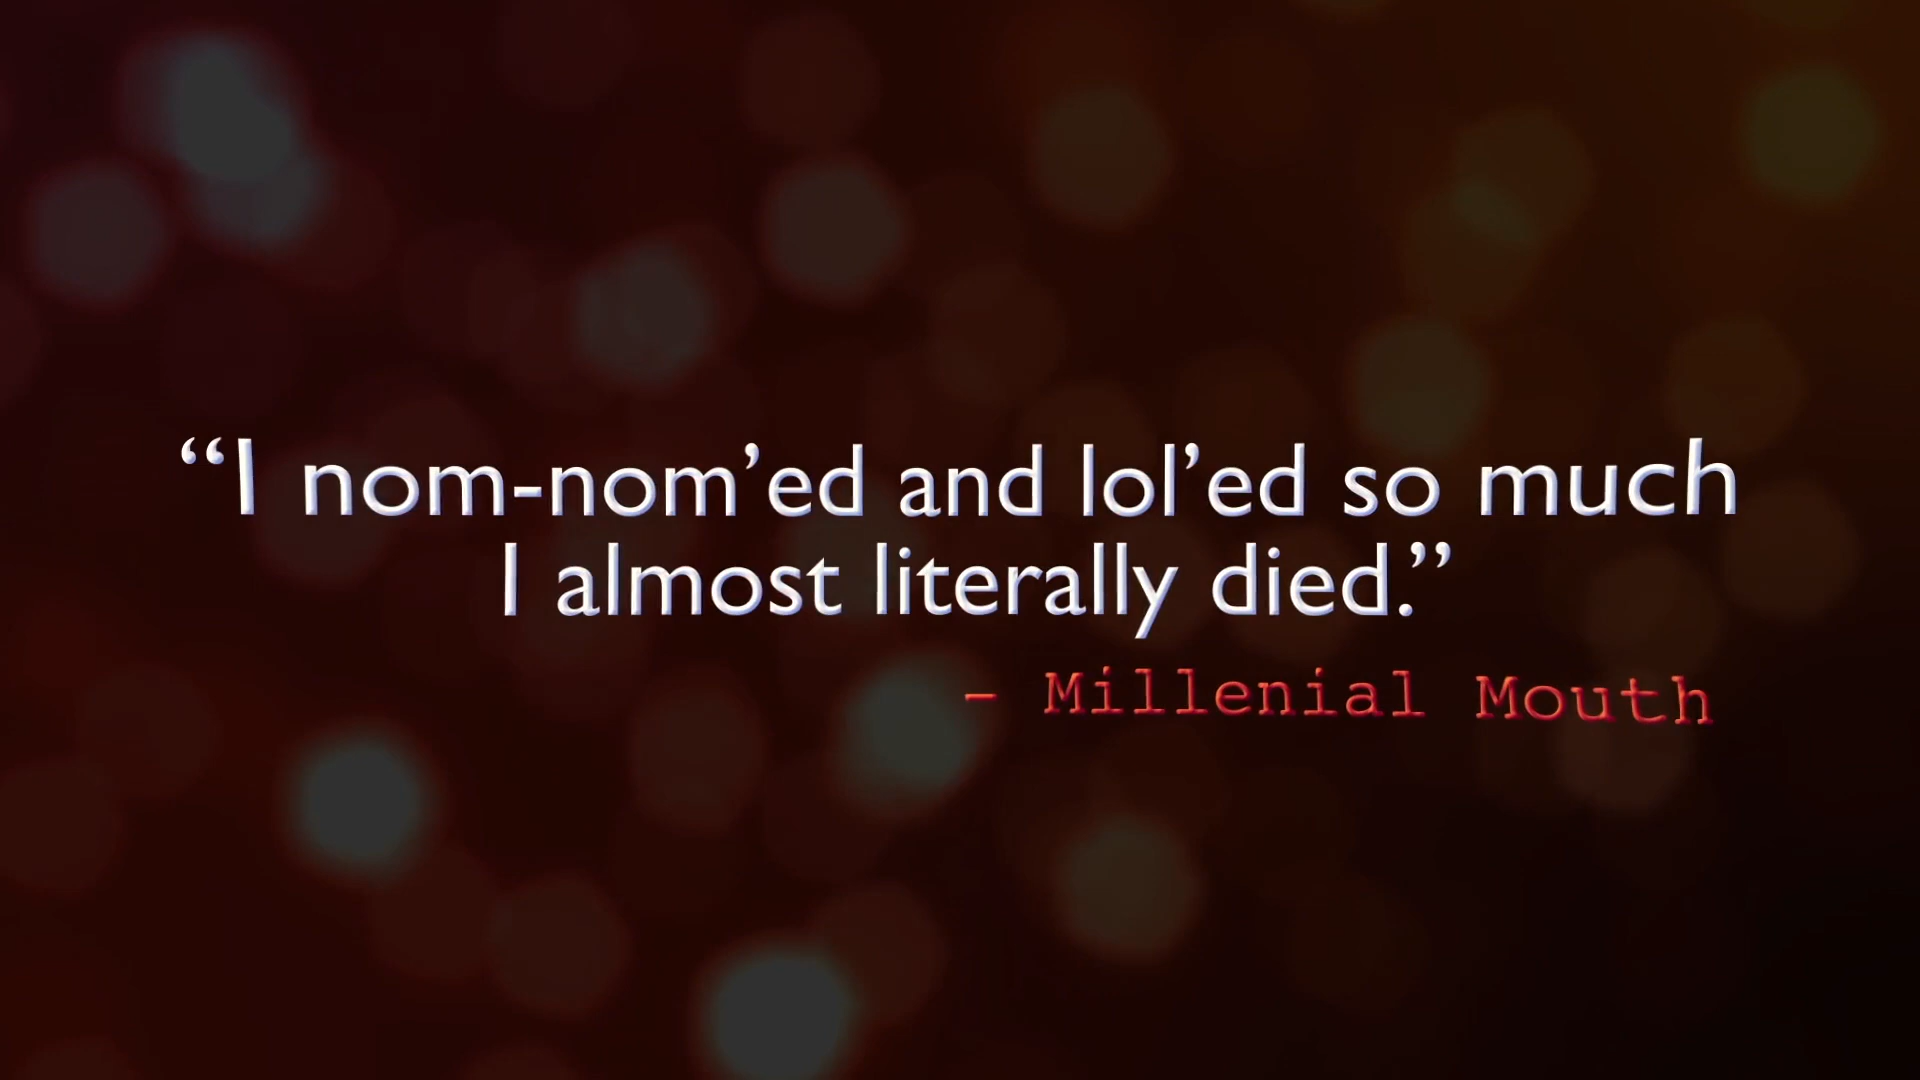 “I nom-nom’ed and lol’ed so much
I almost literally died.”
- Millenial Mouth